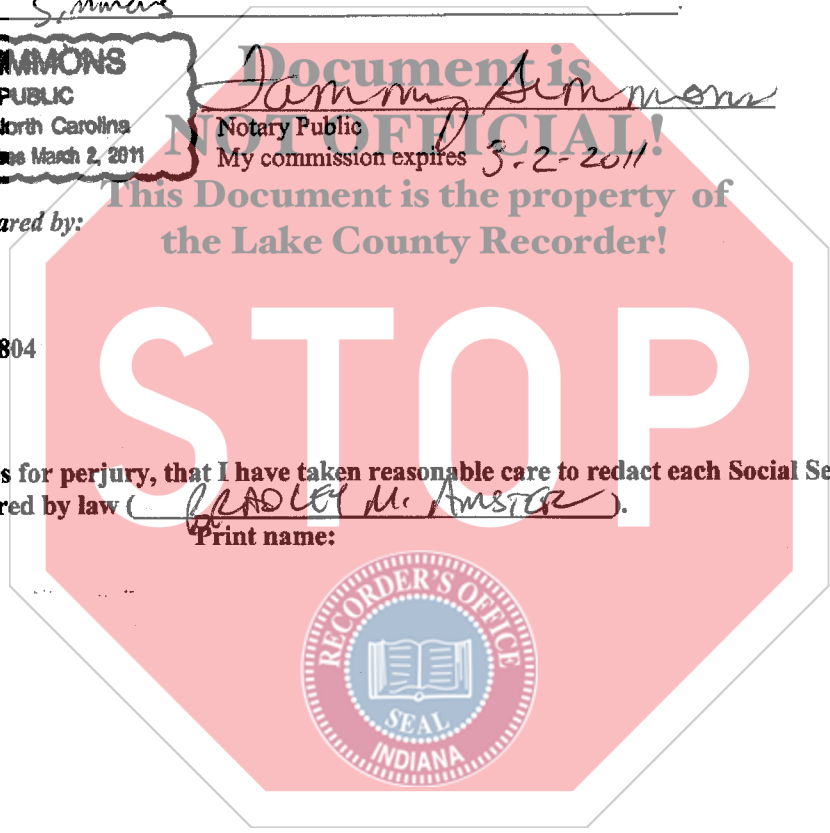 Simmons
MMONS
PUBLIC
North Carolina
es March 2, 2011
Tammy Simmons
Notary Public
My commission expires 3-2-2011
Document is
NOT OFFICIAL!
This Document is the property of
the Lake County Recorder!
ared by:
804
STOP
s for perjury, that I have taken reasonable care to redact each Social Se
red by law ( BRADLEY M. AMSTER ).
Print name:
RECORDER'S OFFICE
SEAL
INDIANA